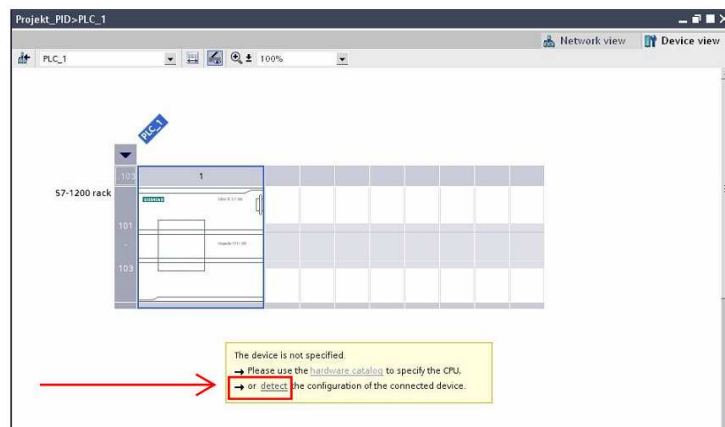 Projekt_PID>PLC_1
Network view
Device view
PLC_1
100%
PLC_1
103
1
S7-1200 rack
SIEMENS
101
-
103
The device is not specified.
→ Please use the hardware catalog to specify the CPU,
→ or detect the configuration of the connected device.